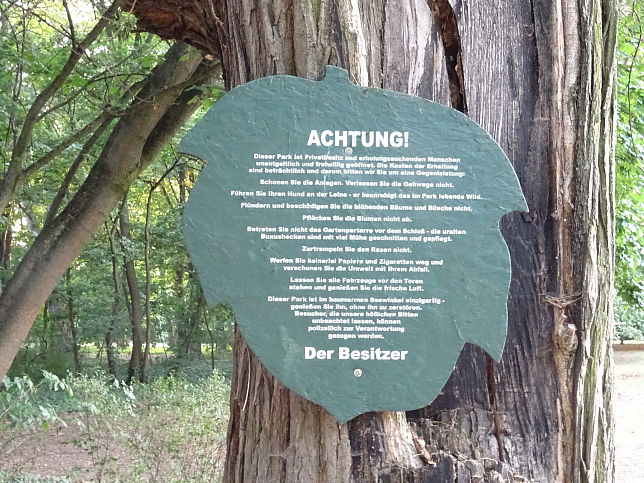 ACHTUNG!
Dieser Park ist Privatbesitz und erholungssuchenden Menschen
unentgeltlich und freiwillig geöffnet. Die Kosten der Erhaltung
sind beträchtlich und darum bitten wir Sie um eine Gegenleistung:
Schonen Sie die Anlagen. Verlassen Sie die Gehwege nicht.
Führen Sie Ihren Hund an der Leine - er beunruhigt das im Park lebende Wild.
Plündern und beschädigen Sie die blühenden Bäume und Büsche nicht.
Pflücken Sie die Blumen nicht ab.
Betreten Sie nicht das Gartenparterre vor dem Schloß - die uralten
Buxushecken sind mit viel Mühe geschnitten und gepflegt.
Zertrampeln Sie den Rasen nicht.
Werfen Sie keinerlei Papiere und Zigaretten weg und
verschonen Sie die Umwelt mit Ihrem Abfall.
Lassen Sie alle Fahrzeuge vor den Toren
stehen und genießen Sie die frische Luft.
Dieser Park ist im baumarmen Seewinkel einzigartig -
genießen Sie ihn, ohne ihn zu zerstören.
Besucher, die unsere höflichen Bitten
unbeachtet lassen, können
polizeilich zur Verantwortung
gezogen werden.
Der Besitzer